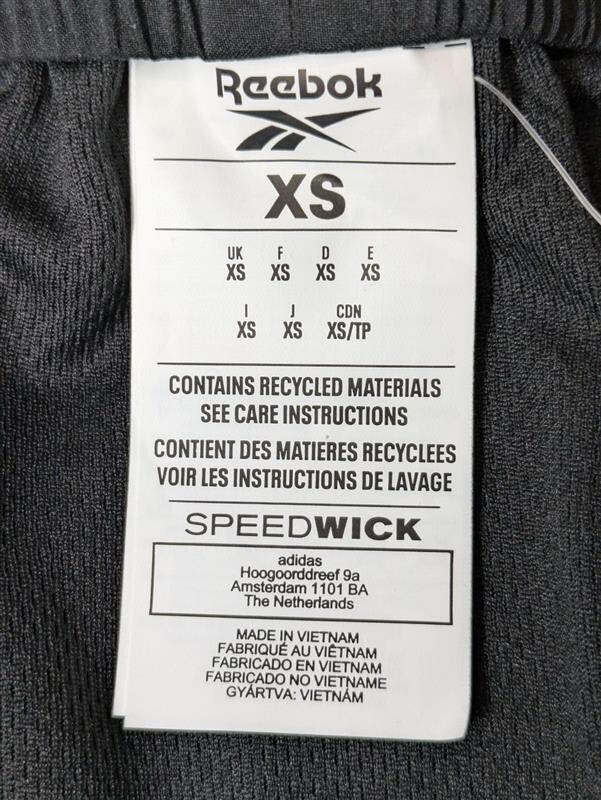 Reebok
XS
UK F D E
XS XS XS XS
I J CDN
XS XS XS/TP
CONTAINS RECYCLED MATERIALS
SEE CARE INSTRUCTIONS
CONTIENT DES MATIERES RECYCLEES
VOIR LES INSTRUCTIONS DE LAVAGE
SPEEDWICK
adidas
Hoogoorddreef 9a
Amsterdam 1101 BA
The Netherlands
MADE IN VIETNAM
FABRIQUÉ AU VIÊTNAM
FABRICADO EN VIETNAM
FABRICADO NO VIETNAME
GYÁRTVA: VIETNÁM